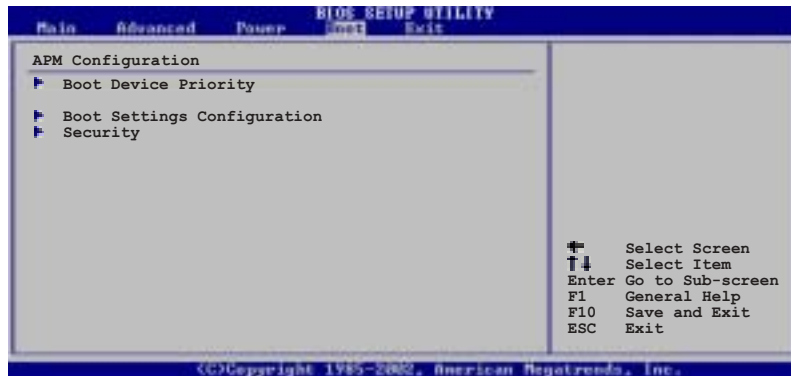 BIOS SETUP UTILITY
Main Advanced Power Boot Exit
APM Configuration
Boot Device Priority
Boot Settings Configuration
Security
Select Screen
Select Item
Enter Go to Sub-screen
F1 General Help
F10 Save and Exit
ESC Exit
(C)Copyright 1985-2002, American Megatrends, Inc.